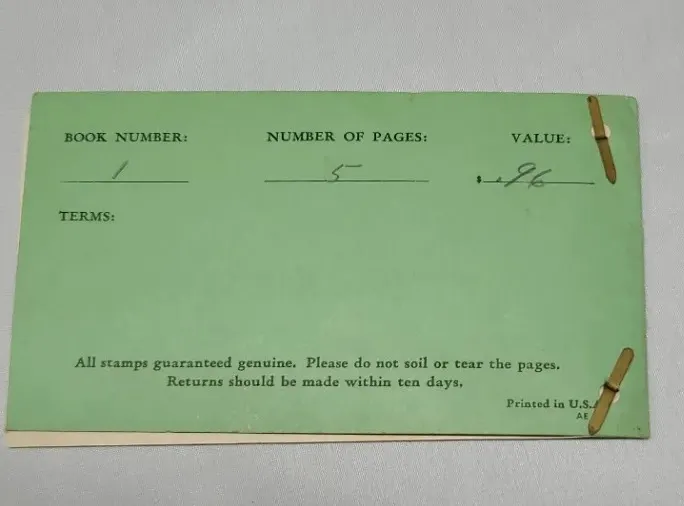 BOOK NUMBER: NUMBER OF PAGES: VALUE:
1 5 $ .96
TERMS:
All stamps guaranteed genuine. Please do not soil or tear the pages.
Returns should be made within ten days.
Printed in U.S.A
AE